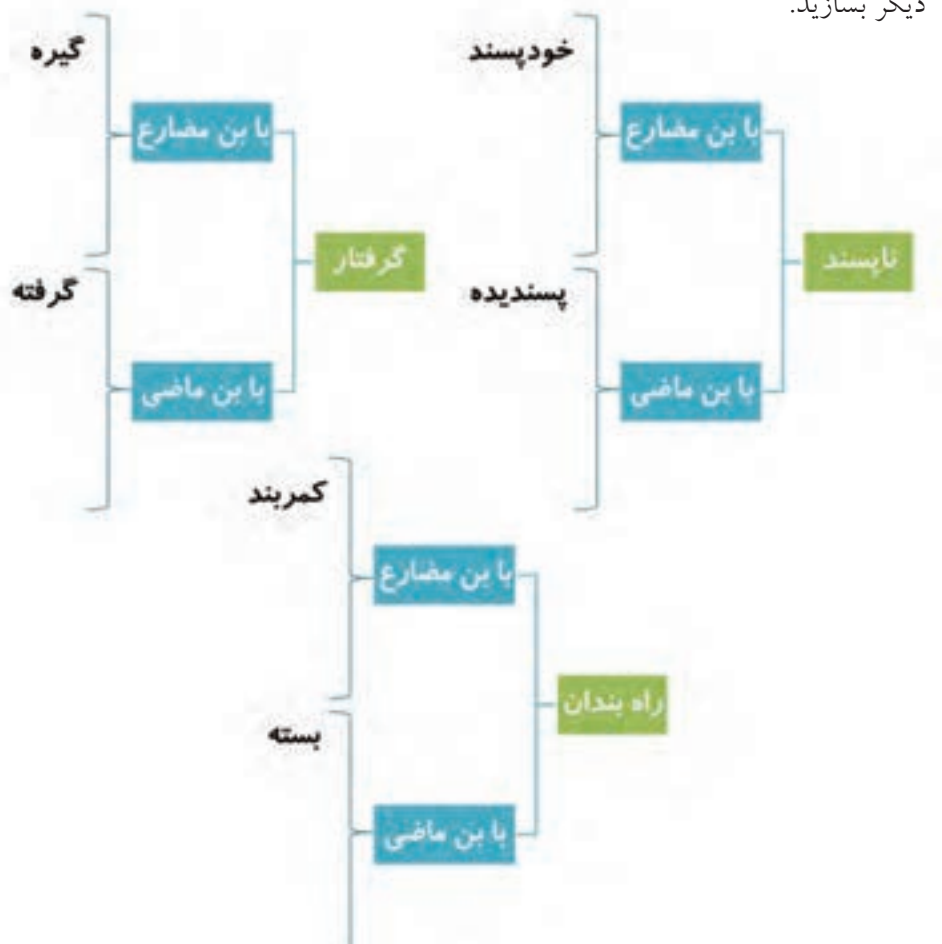 دیگر بسازید.
خودپسند
با بن مضارع
ناپسند
پسندیده
با بن ماضی
گیره
با بن مضارع
گرفتار
گرفته
با بن ماضی
کمربند
با بن مضارع
راه بندان
بسته
با بن ماضی